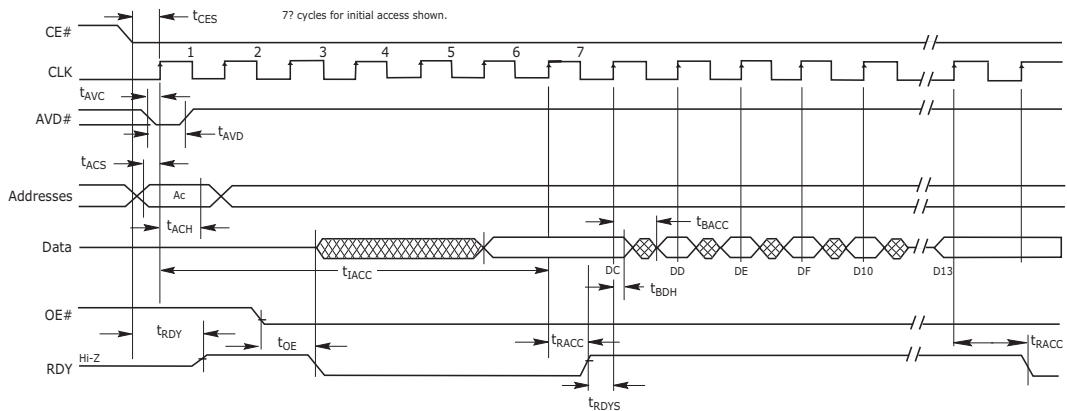 7? cycles for initial access shown.
tCES
CE#
1 2 3 4 5 6 7
CLK
tAVC
AVD#
tAVD
tACS
Addresses
Ac
tACH
tBACC
Data
tIACC
DC DD DE DF D10 D13
tBDH
OE#
tRDY
tOE
tRACC
tRACC
Hi-Z
RDY
tRDYS